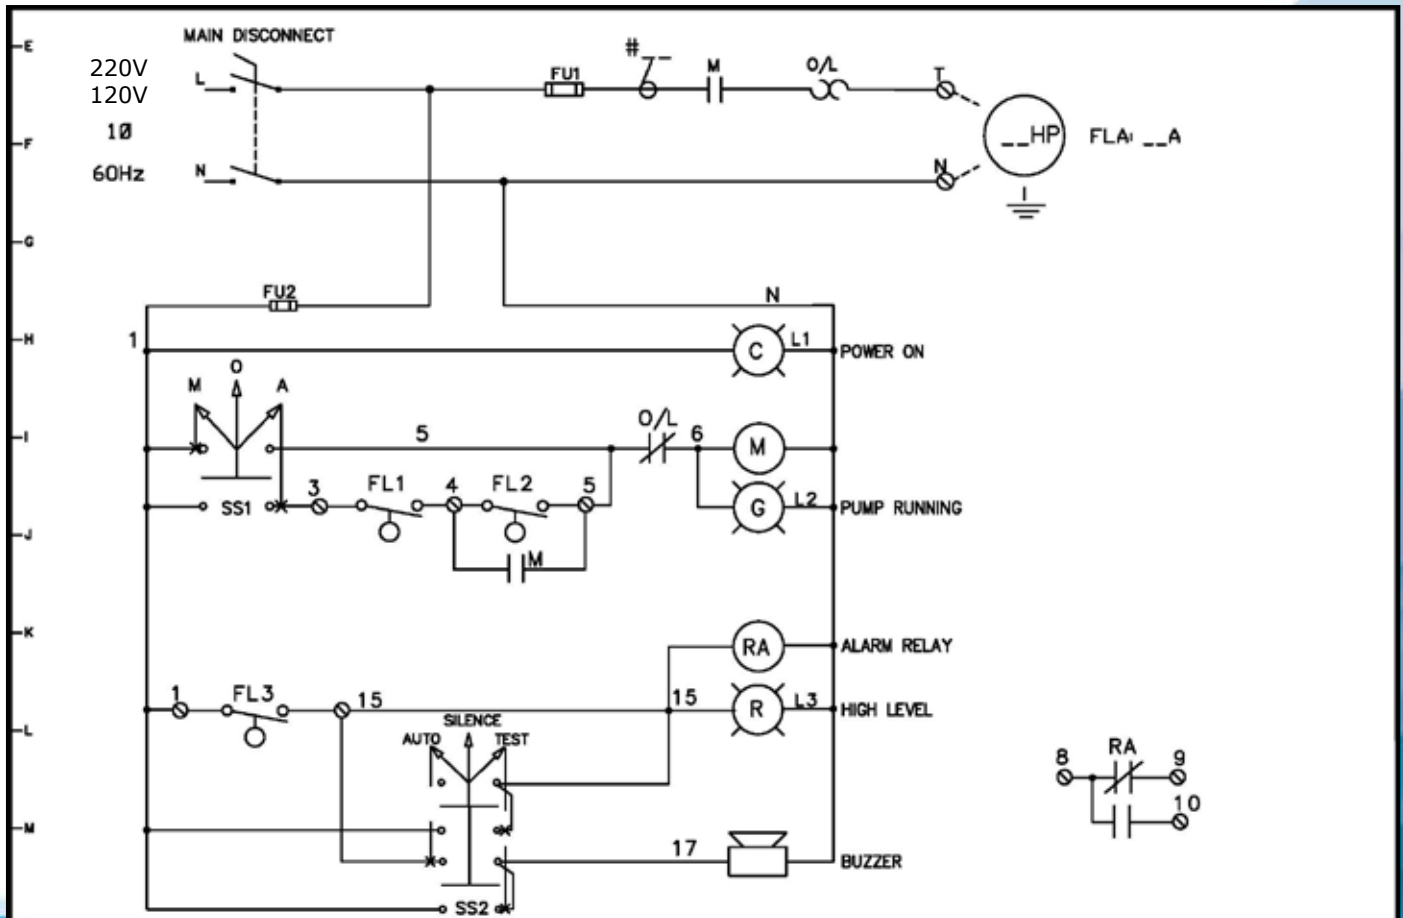 E
MAIN DISCONNECT
220V
120V
1Ø
60Hz
L
N
FU1
#
M
O/L
T
N
__HP
FLA: __A
F
G
FU2
N
H
1
C
L1
POWER ON
M
O
A
I
5
O/L
6
M
SS1
3
FL1
4
FL2
5
M
G
L2
PUMP RUNNING
J
K
RA
ALARM RELAY
1
FL3
15
15
R
L3
HIGH LEVEL
L
SILENCE
AUTO
TEST
8
RA
9
10
M
17
BUZZER
SS2